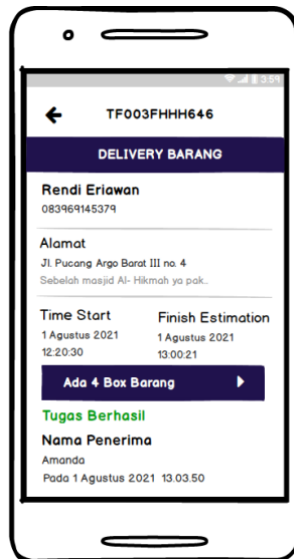 3:59
TF003FHHH646
DELIVERY BARANG
Rendi Eriawan
083969145379
Alamat
Jl. Pucang Argo Barat III no. 4
Sebelah masjid Al- Hikmah ya pak..
Time Start Finish Estimation
1 Agustus 2021 1 Agustus 2021
12:20:30 13:00:21
Ada 4 Box Barang
Tugas Berhasil
Nama Penerima
Amanda
Pada 1 Agustus 2021 13.03.50